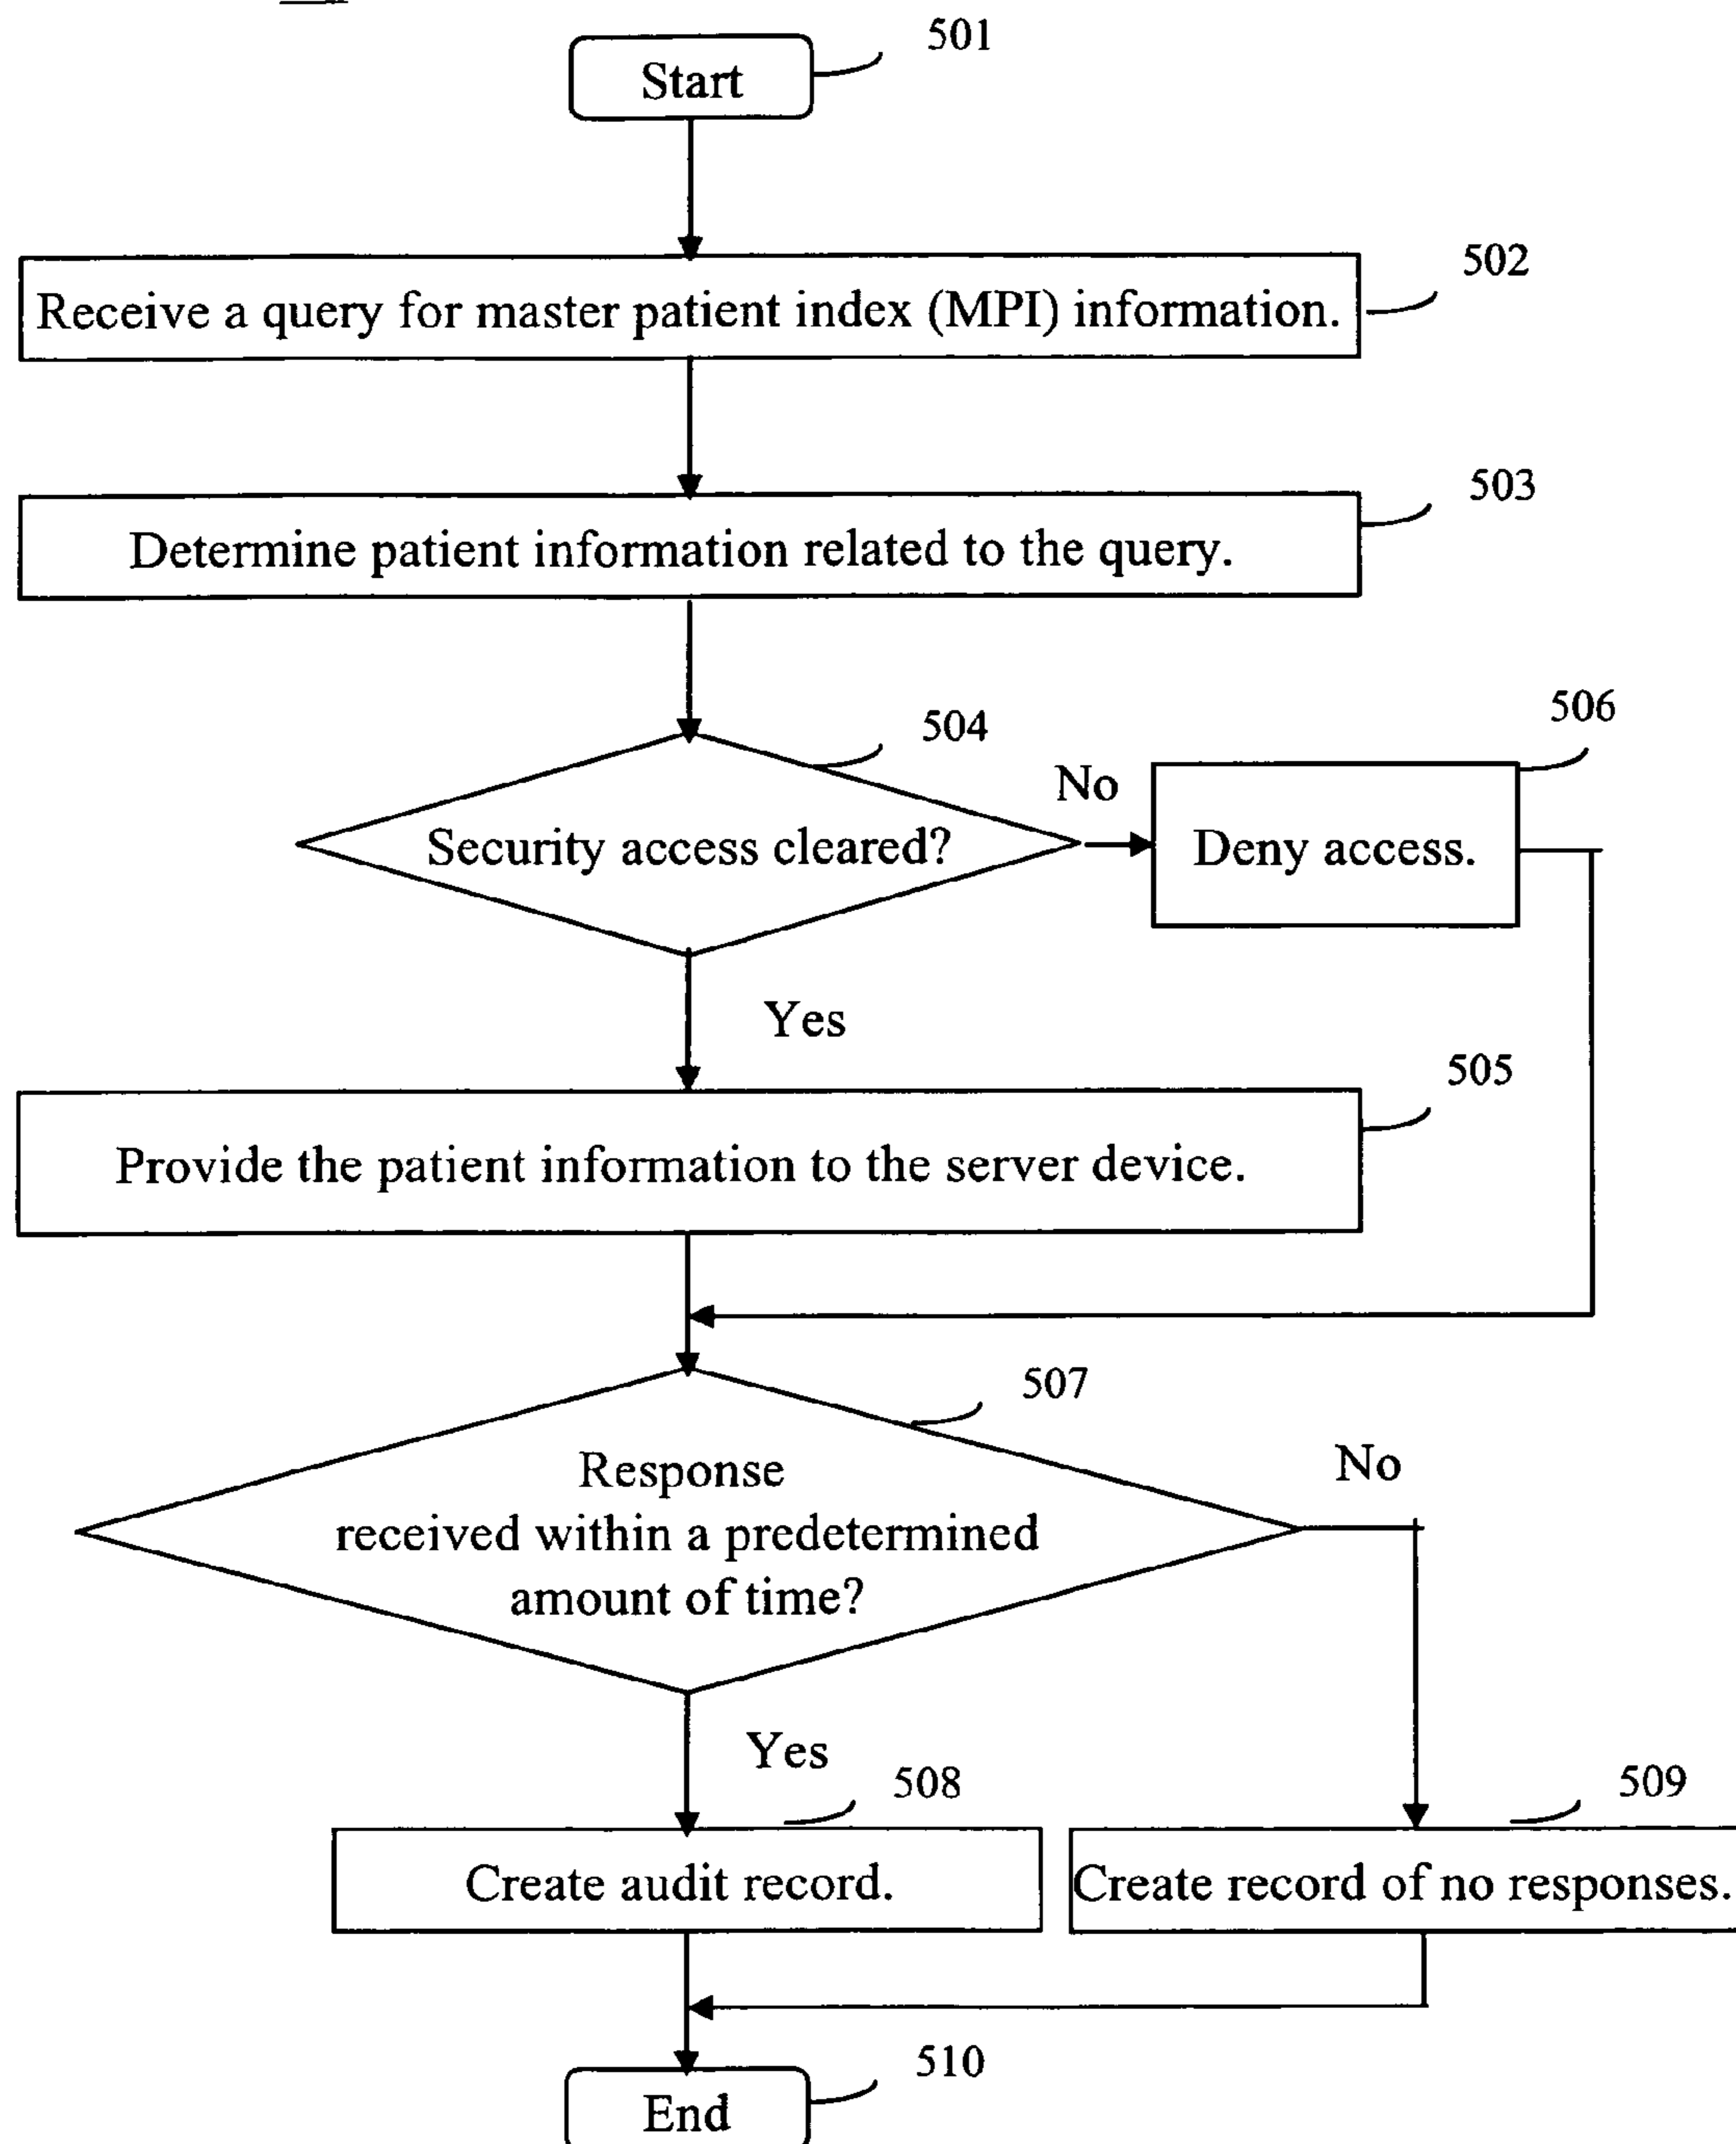 501
Start
502
Receive a query for master patient index (MPI) information.
503
Determine patient information related to the query.
504
506
No
Security access cleared?
Deny access.
Yes
505
Provide the patient information to the server device.
507
No
Response
received within a predetermined
amount of time?
Yes
508
509
Create audit record.
Create record of no responses.
510
End